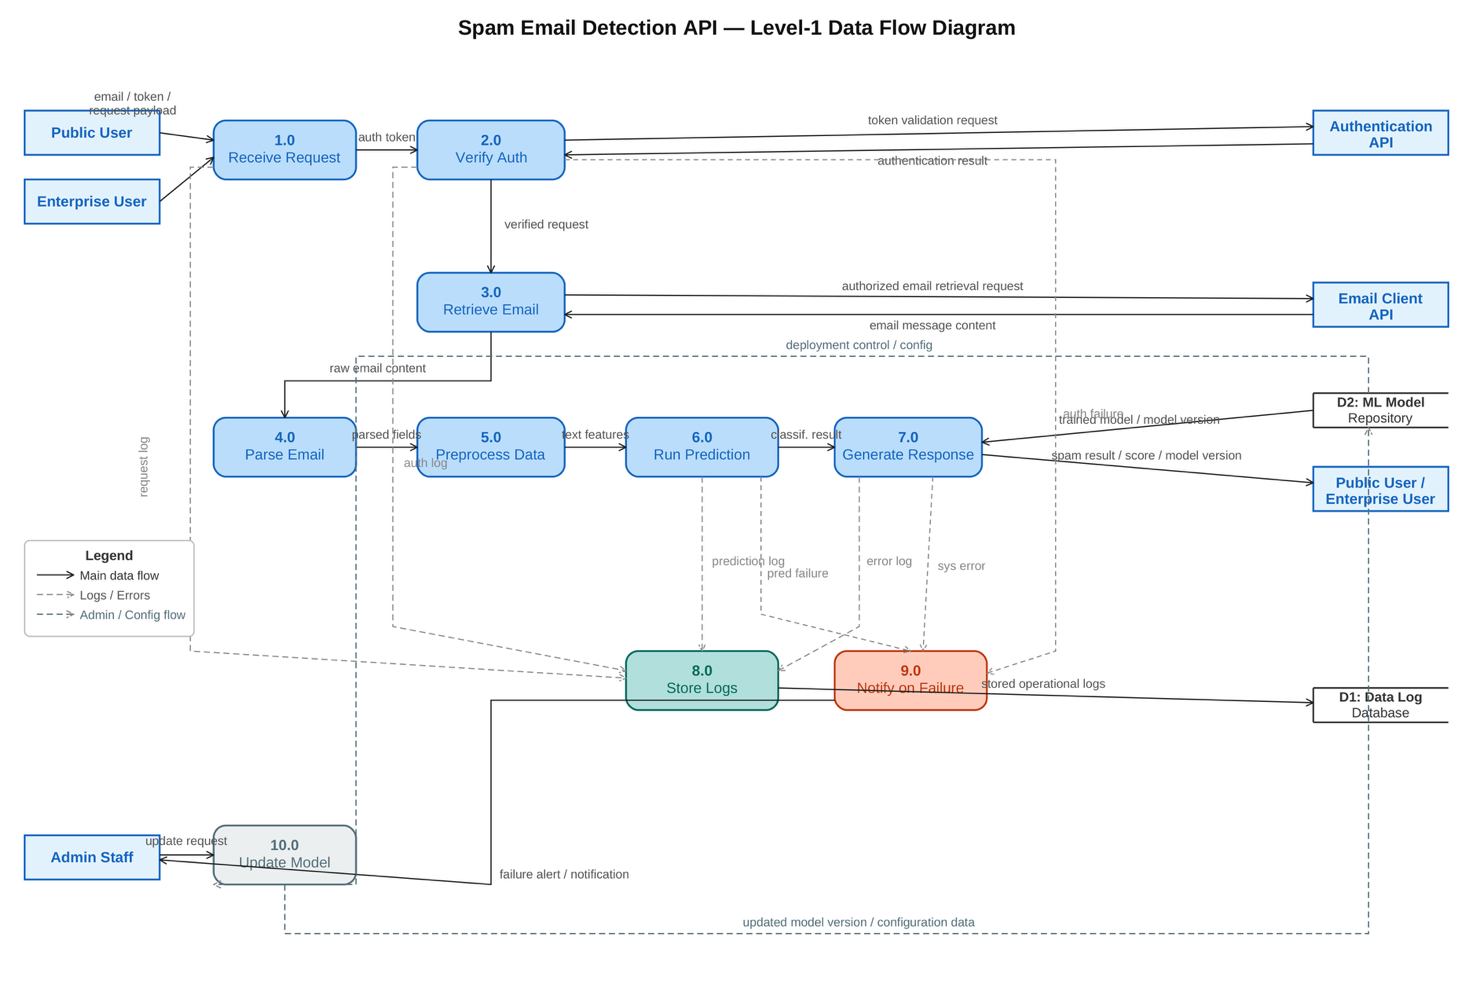 Spam Email Detection API — Level-1 Data Flow Diagram
email / token /
request payload
Public User
Enterprise User
1.0
Receive Request
auth token
2.0
Verify Auth
token validation request
authentication result
Authentication
API
verified request
3.0
Retrieve Email
authorized email retrieval request
email message content
Email Client
API
deployment control / config
raw email content
4.0
Parse Email
parsed fields
5.0
Preprocess Data
auth log
text features
6.0
Run Prediction
classif. result
7.0
Generate Response
auth failure
trained model / model version
D2: ML Model
Repository
spam result / score / model version
Public User /
Enterprise User
request log
Legend
Main data flow
Logs / Errors
Admin / Config flow
prediction log
pred failure
error log
sys error
8.0
Store Logs
9.0
Notify on Failure
stored operational logs
D1: Data Log
Database
Admin Staff
update request
10.0
Update Model
failure alert / notification
updated model version / configuration data